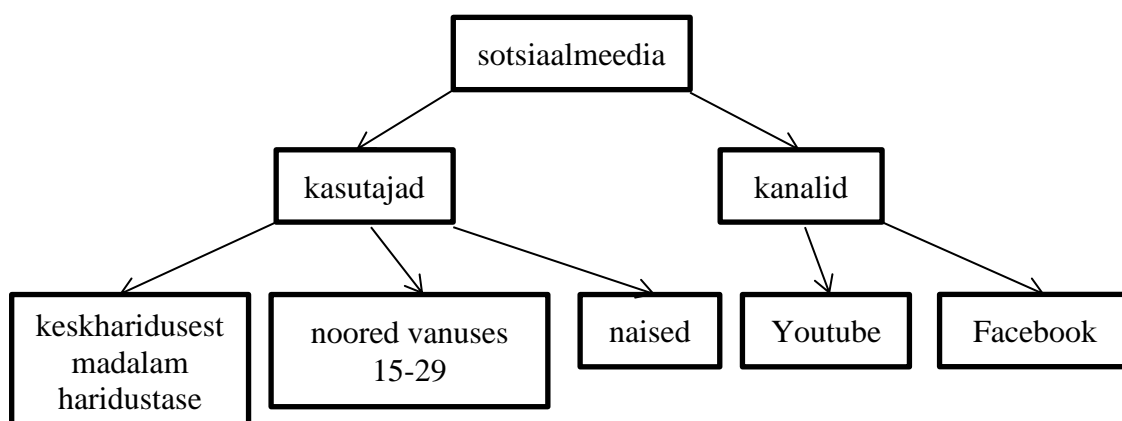 sotsiaalmeedia
kasutajad
kanalid
keskharidusest
madalam
haridustase
noored vanuses
15-29
naised
Youtube
Facebook